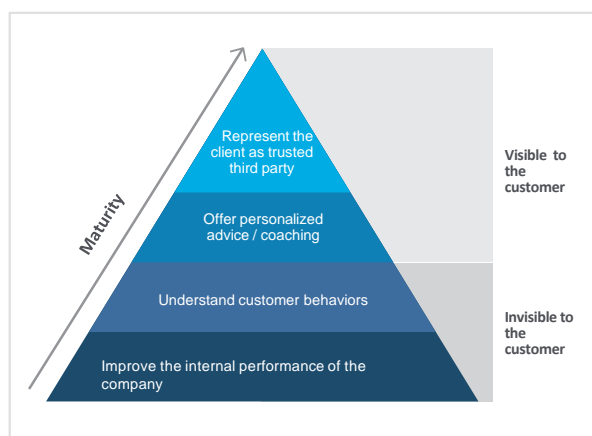 Represent the
client as trusted
third party
Visible to
the
customer
Maturity
Offer personalized
advice / coaching
Understand customer behaviors
Invisible to
the
customer
Improve the internal performance of the
company